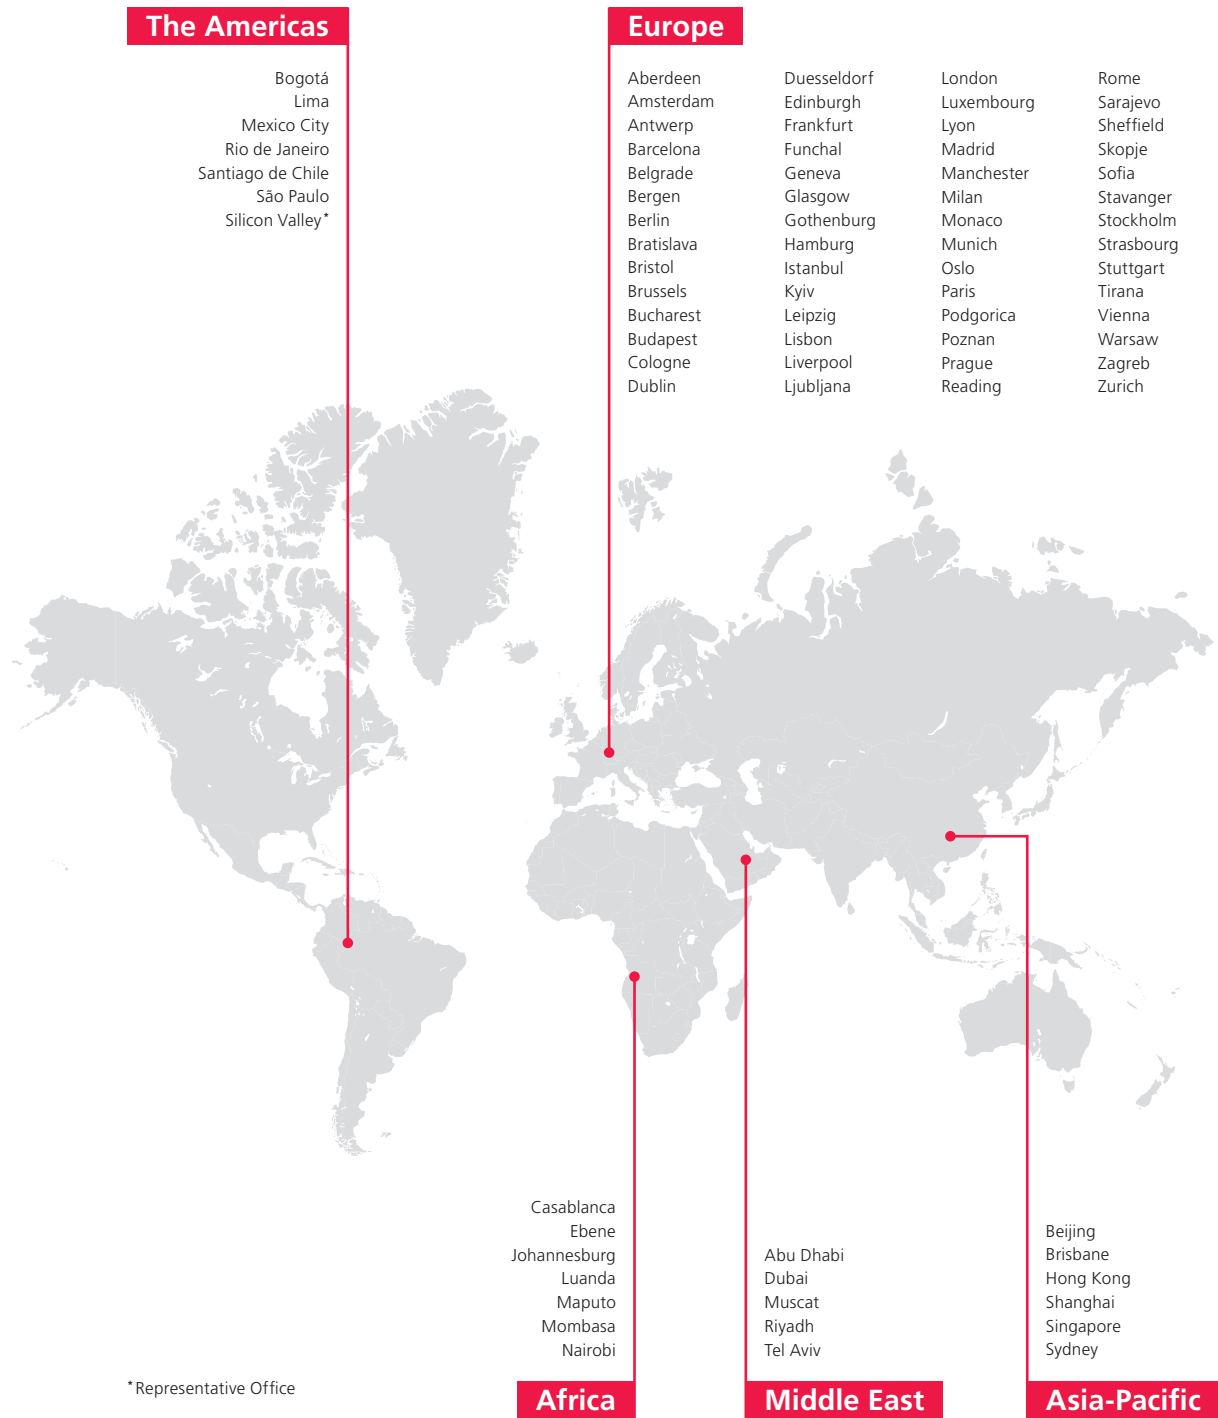 The Americas
Bogotá
Lima
Mexico City
Rio de Janeiro
Santiago de Chile
São Paulo
Silicon Valley*
Europe
Aberdeen
Amsterdam
Antwerp
Barcelona
Belgrade
Bergen
Berlin
Bratislava
Bristol
Brussels
Bucharest
Budapest
Cologne
Dublin
Duesseldorf
Edinburgh
Frankfurt
Funchal
Geneva
Glasgow
Gothenburg
Hamburg
Istanbul
Kyiv
Leipzig
Lisbon
Liverpool
Ljubljana
London
Luxembourg
Lyon
Madrid
Manchester
Milan
Monaco
Munich
Oslo
Paris
Podgorica
Poznan
Prague
Reading
Rome
Sarajevo
Sheffield
Skopje
Sofia
Stavanger
Stockholm
Strasbourg
Stuttgart
Tirana
Vienna
Warsaw
Zagreb
Zurich
Casablanca
Ebene
Johannesburg
Luanda
Maputo
Mombasa
Nairobi
Africa
Abu Dhabi
Dubai
Muscat
Riyadh
Tel Aviv
Middle East
Beijing
Brisbane
Hong Kong
Shanghai
Singapore
Sydney
Asia-Pacific
*Representative Office